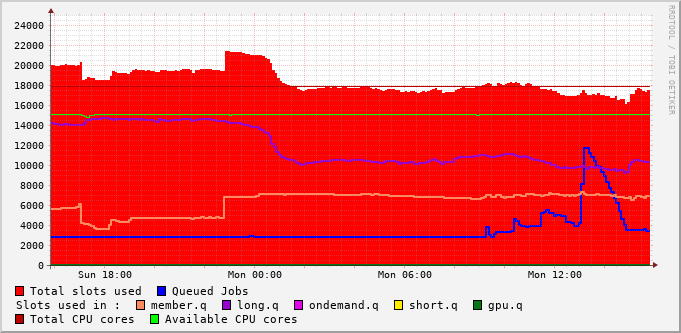 RRDTOOL / TOBI OETIKER
24000
22000
20000
18000
16000
14000
12000
10000
8000
6000
4000
2000
0
Sun 18:00 Mon 00:00 Mon 06:00 Mon 12:00
Total slots used Queued Jobs
Slots used in : member.q long.q ondemand.q short.q gpu.q
Total CPU cores Available CPU cores